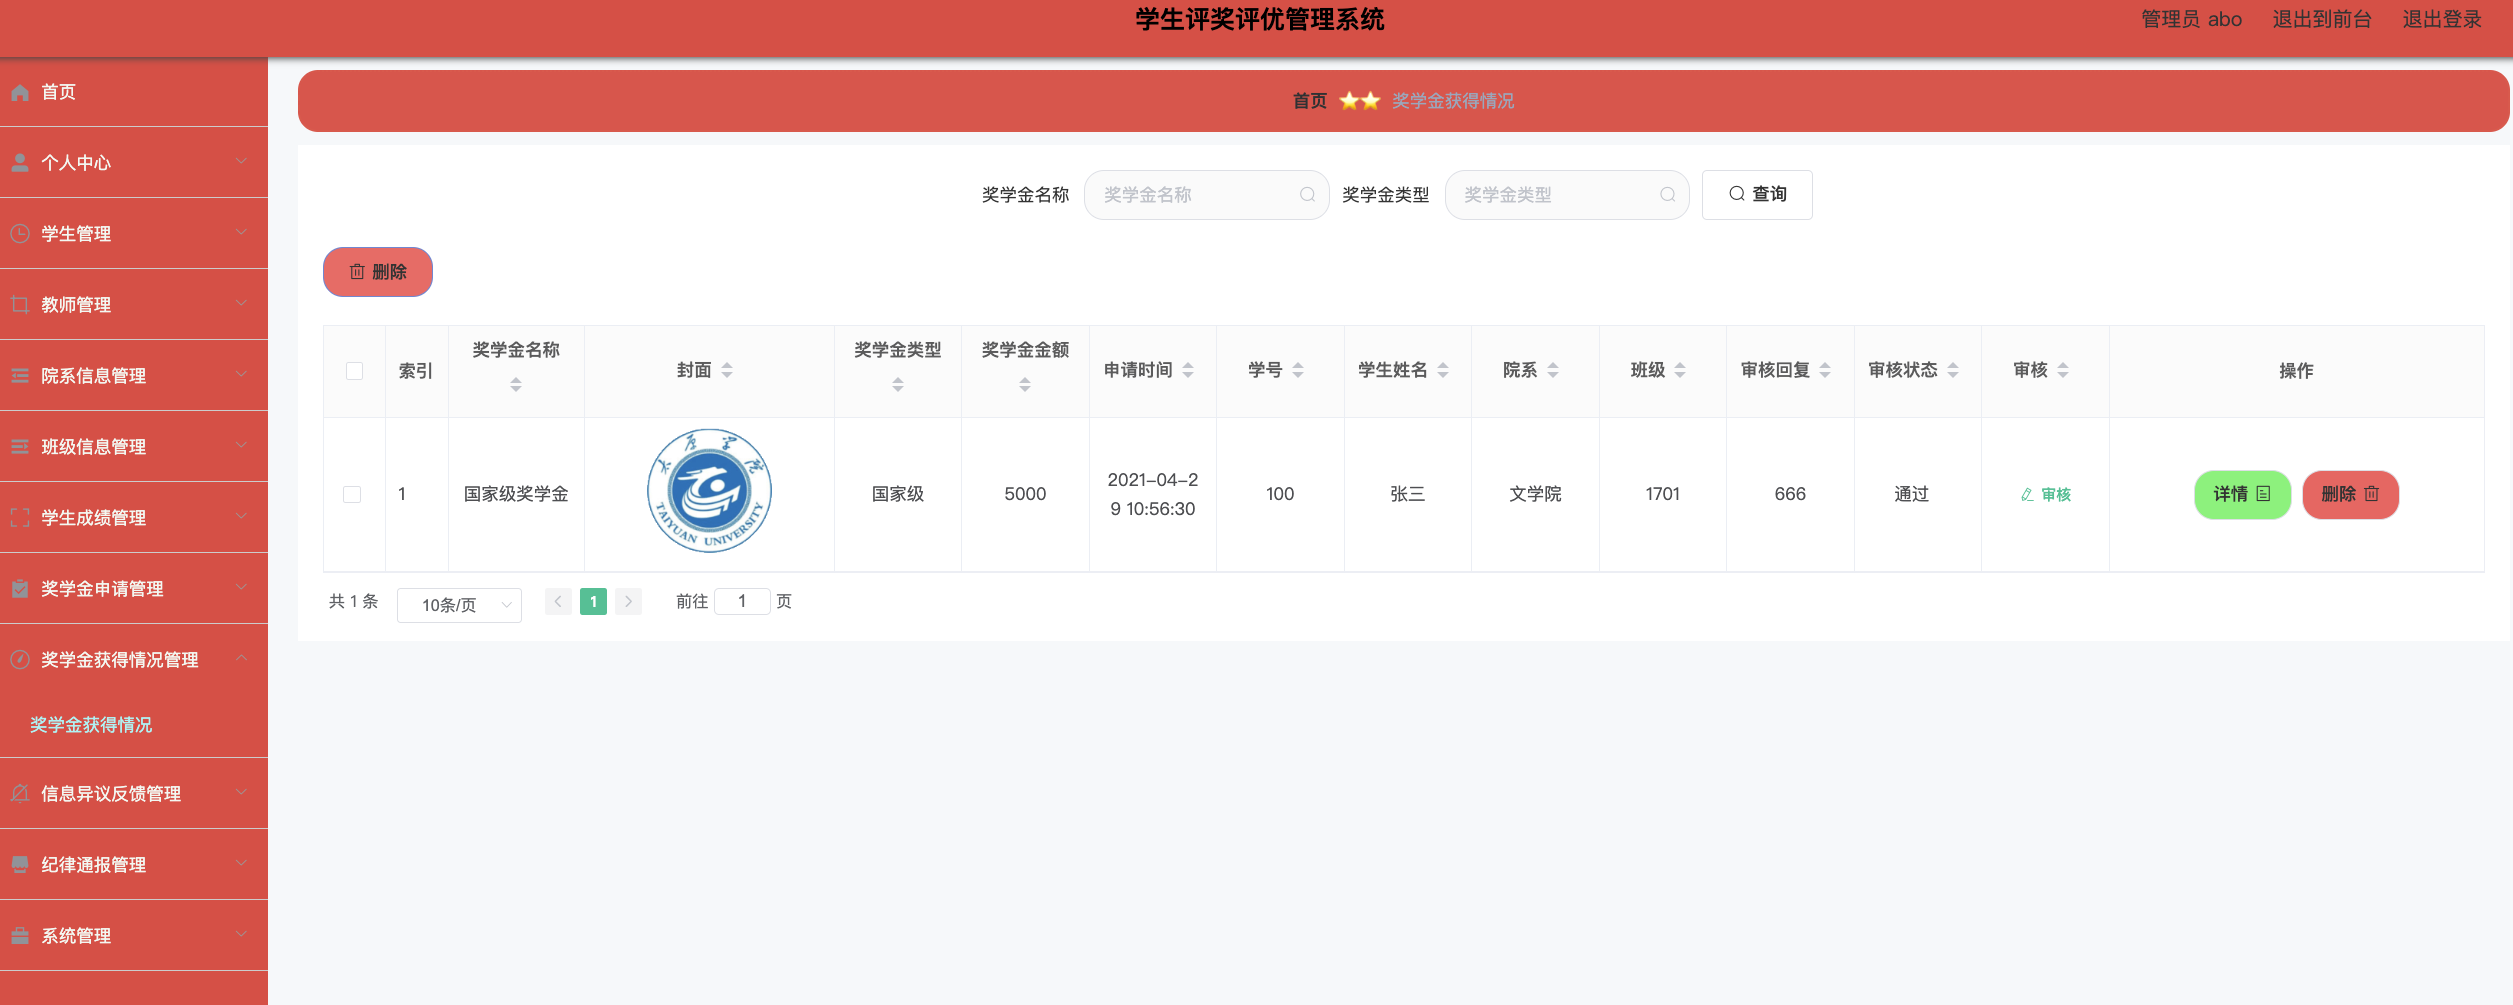 学生评奖评优管理系统
管理员 abo 退出到前台 退出登录
首页
个人中心
学生管理
教师管理
院系信息管理
班级信息管理
学生成绩管理
奖学金申请管理
奖学金获得情况管理
奖学金获得情况
信息异议反馈管理
纪律通报管理
系统管理
首页 奖学金获得情况
奖学金名称 奖学金名称 奖学金类型 奖学金类型 查询
删除
索引 奖学金名称 封面 奖学金类型 奖学金金额 申请时间 学号 学生姓名 院系 班级 审核回复 审核状态 审核 操作
1 国家级奖学金 太原学院 TAIYUAN UNIVERSITY 国家级 5000 2021-04-2
9 10:56:30 100 张三 文学院 1701 666 通过 审核 详情 删除
共 1 条 10条/页 1 前往 1 页